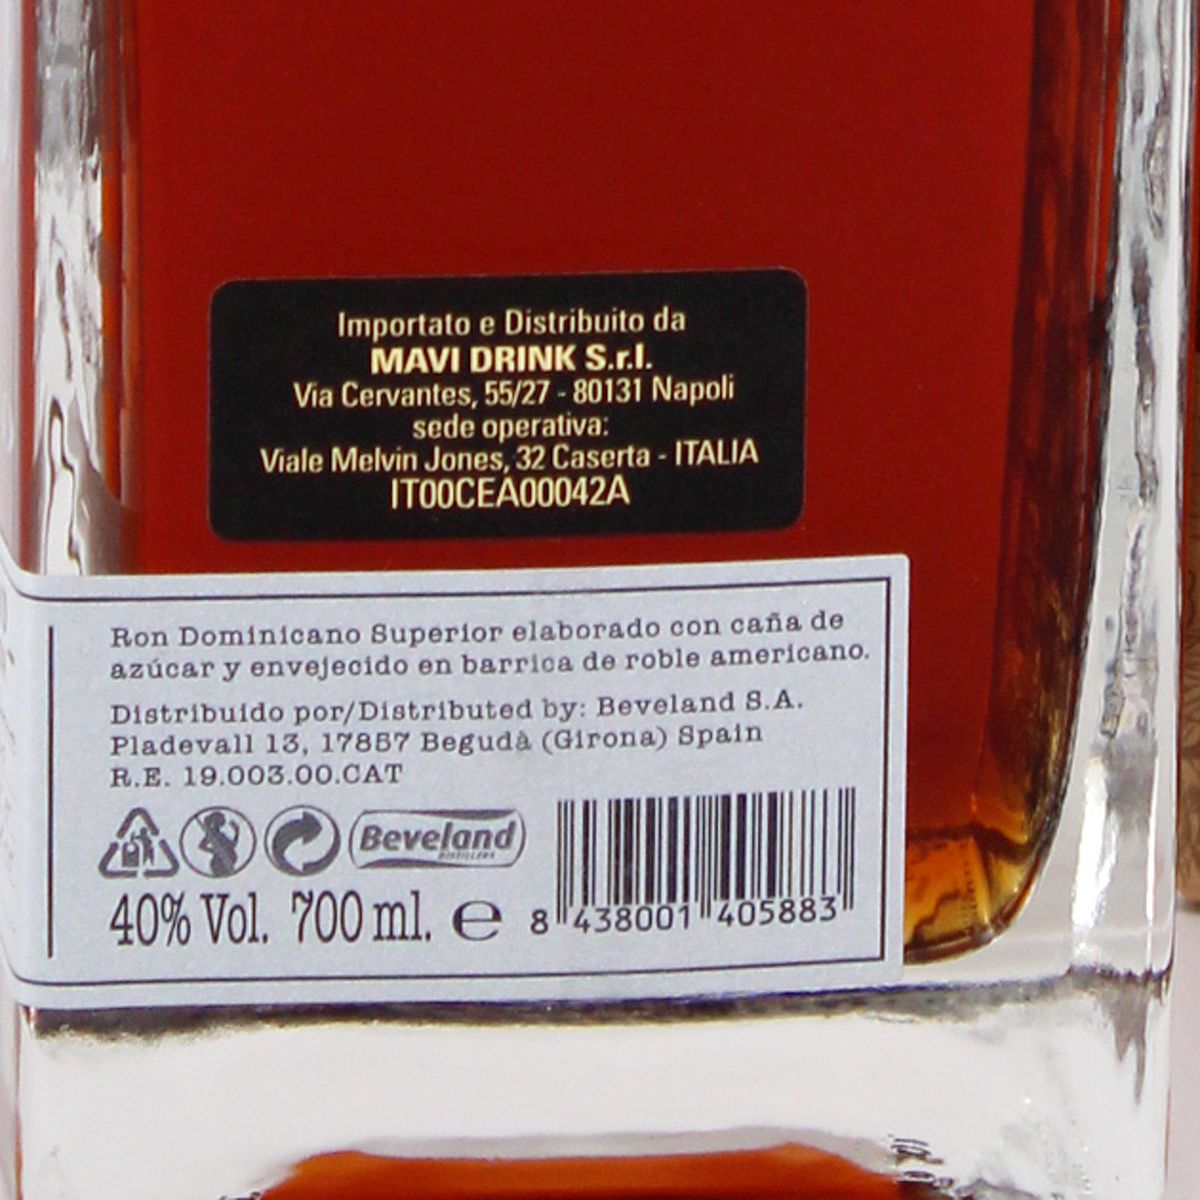 Importato e Distribuito da
MAVI DRINK S.r.l.
Via Cervantes, 55/27 - 80131 Napoli
sede operativa:
Viale Melvin Jones, 32 Caserta - ITALIA
IT00CEA00042A
Ron Dominicano Superior elaborado con caña de
azúcar y envejecido en barrica de roble americano.
Distribuido por/Distributed by: Beveland S.A.
Pladevall 13, 17857 Begudà (Girona) Spain
R.E. 19.003.00.CAT
Beveland
DISTILLERS
40% Vol. 700 ml. e
8 438001 405883